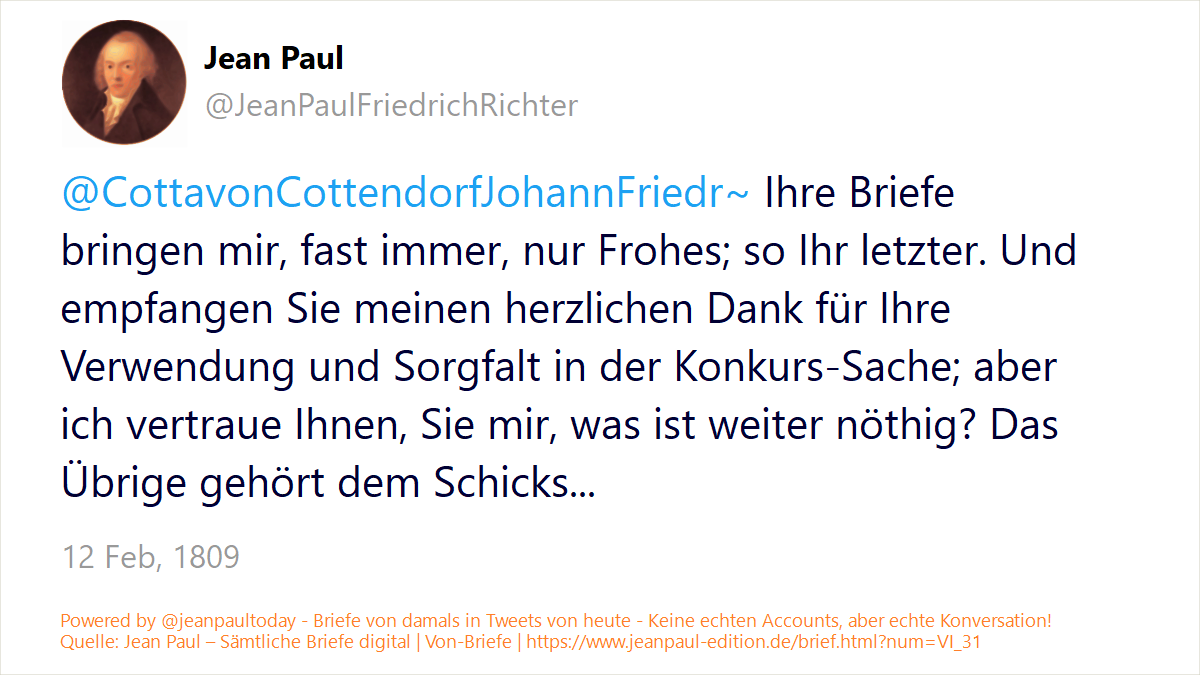 Jean Paul
@JeanPaulFriedrichRichter
@CottavonCottendorfJohannFriedr~ Ihre Briefe
bringen mir, fast immer, nur Frohes; so Ihr letzter. Und
empfangen Sie meinen herzlichen Dank für Ihre
Verwendung und Sorgfalt in der Konkurs-Sache; aber
ich vertraue Ihnen, Sie mir, was ist weiter nöthig? Das
Übrige gehört dem Schicks...
12 Feb, 1809
Powered by @jeanpaultoday - Briefe von damals in Tweets von heute - Keine echten Accounts, aber echte Konversation!
Quelle: Jean Paul – Sämtliche Briefe digital | Von-Briefe | https://www.jeanpaul-edition.de/brief.html?num=VI_31